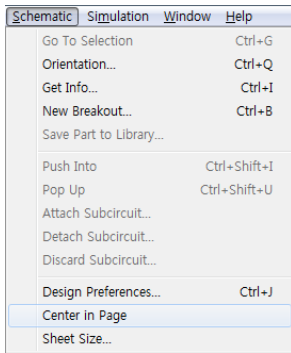 Schematic Simulation Window Help
Go To Selection Ctrl+G
Orientation... Ctrl+Q
Get Info... Ctrl+I
New Breakout... Ctrl+B
Save Part to Library...
Push Into Ctrl+Shift+I
Pop Up Ctrl+Shift+U
Attach Subcircuit...
Detach Subcircuit...
Discard Subcircuit...
Design Preferences... Ctrl+J
Center in Page
Sheet Size...